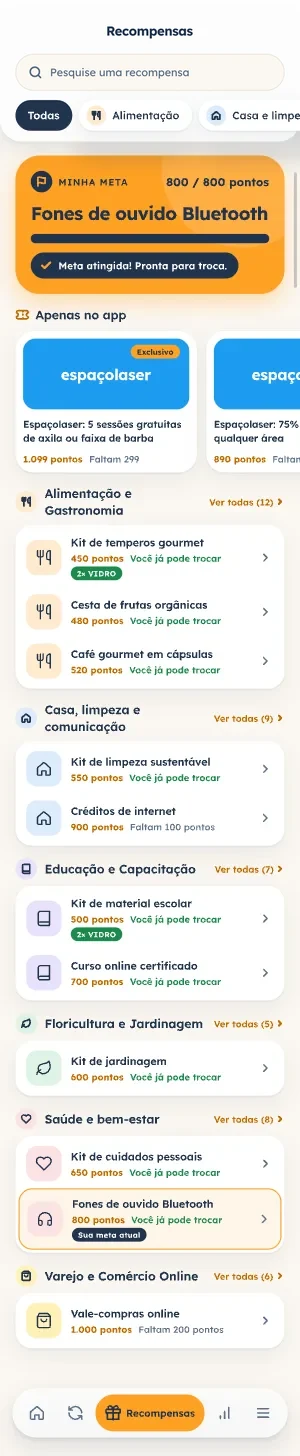 Recompensas
Pesquise uma recompensa
Todas
Alimentação
Casa e limpe
MINHA META
800 / 800 pontos
Fones de ouvido Bluetooth
Meta atingida! Pronta para troca.
Apenas no app
Exclusivo
espaçolaser
Espaçolaser: 5 sessões gratuitas
de axila ou faixa de barba
1.099 pontos Faltam 299
espaço
Espaçolaser: 75%
qualquer área
890 pontos Faltam
Alimentação e
Gastronomia
Ver todas (12)
Kit de temperos gourmet
450 pontos Você já pode trocar
2x VIDRO
Cesta de frutas orgânicas
480 pontos Você já pode trocar
Café gourmet em cápsulas
520 pontos Você já pode trocar
Casa, limpeza e
comunicação
Ver todas (9)
Kit de limpeza sustentável
550 pontos Você já pode trocar
Créditos de internet
900 pontos Faltam 100 pontos
Educação e Capacitação
Ver todas (7)
Kit de material escolar
500 pontos Você já pode trocar
2x VIDRO
Curso online certificado
700 pontos Você já pode trocar
Floricultura e Jardinagem
Ver todas (5)
Kit de jardinagem
600 pontos Você já pode trocar
Saúde e bem-estar
Ver todas (8)
Kit de cuidados pessoais
650 pontos Você já pode trocar
Fones de ouvido Bluetooth
800 pontos Você já pode trocar
Sua meta atual
Varejo e Comércio Online
Ver todas (6)
Vale-compras online
1.000 pontos Faltam 200 pontos
Recompensas